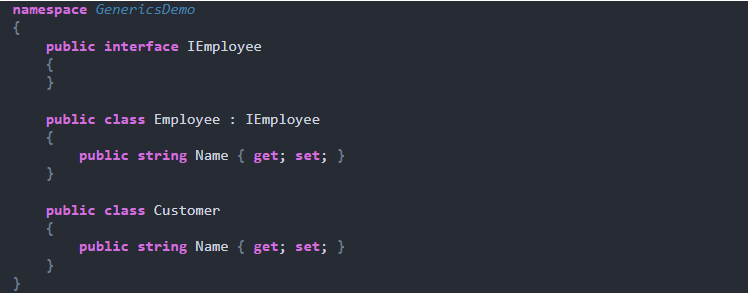 namespace GenericsDemo
{
    public interface IEmployee
    {
    }

    public class Employee : IEmployee
    {
        public string Name { get; set; }
    }

    public class Customer
    {
        public string Name { get; set; }
    }
}